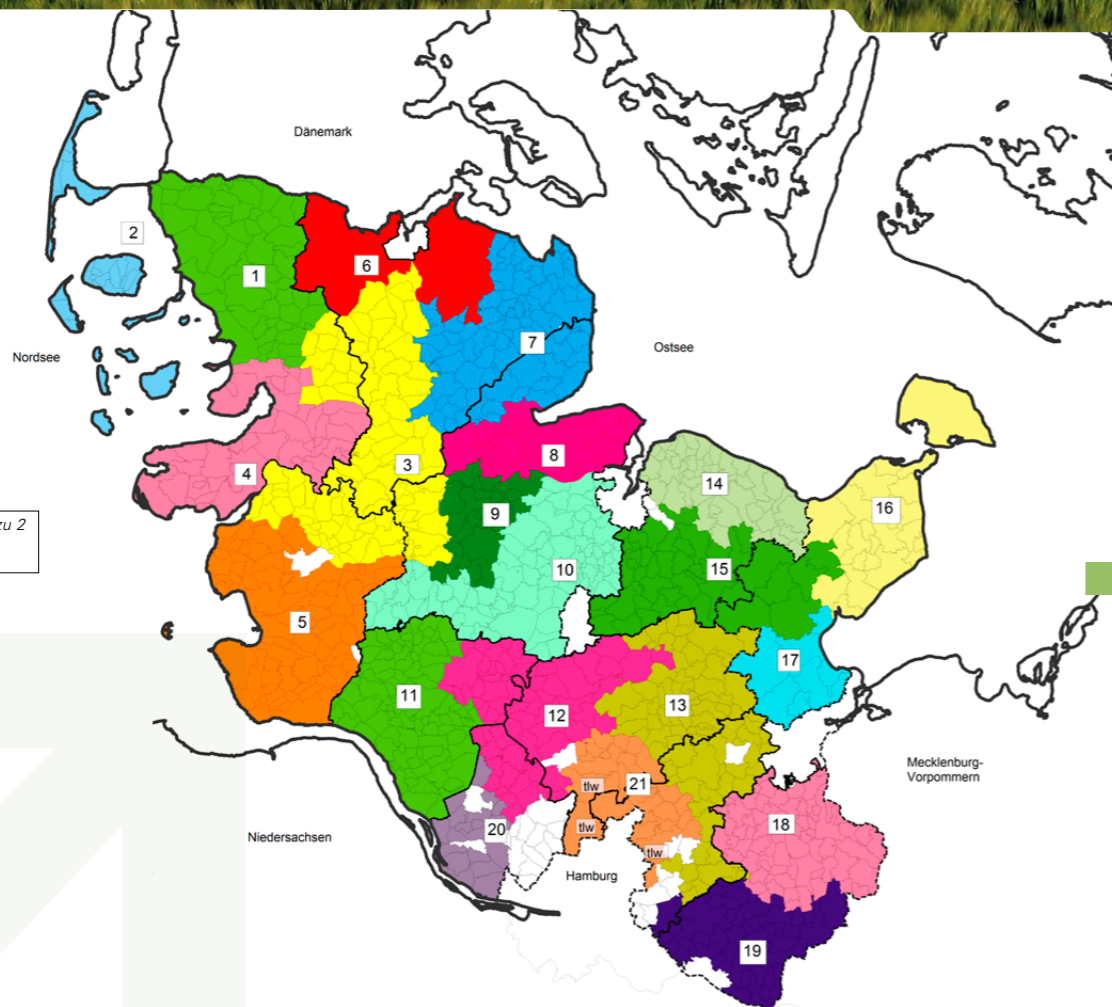 Dänemark
2
6
1
7
Nordsee
Ostsee
4
3
8
14
16
zu 2
9
10
15
5
17
11
12
13
21
tlw
tlw
tlw
20
18
Mecklenburg-
Vorpommern
Niedersachsen
Hamburg
19